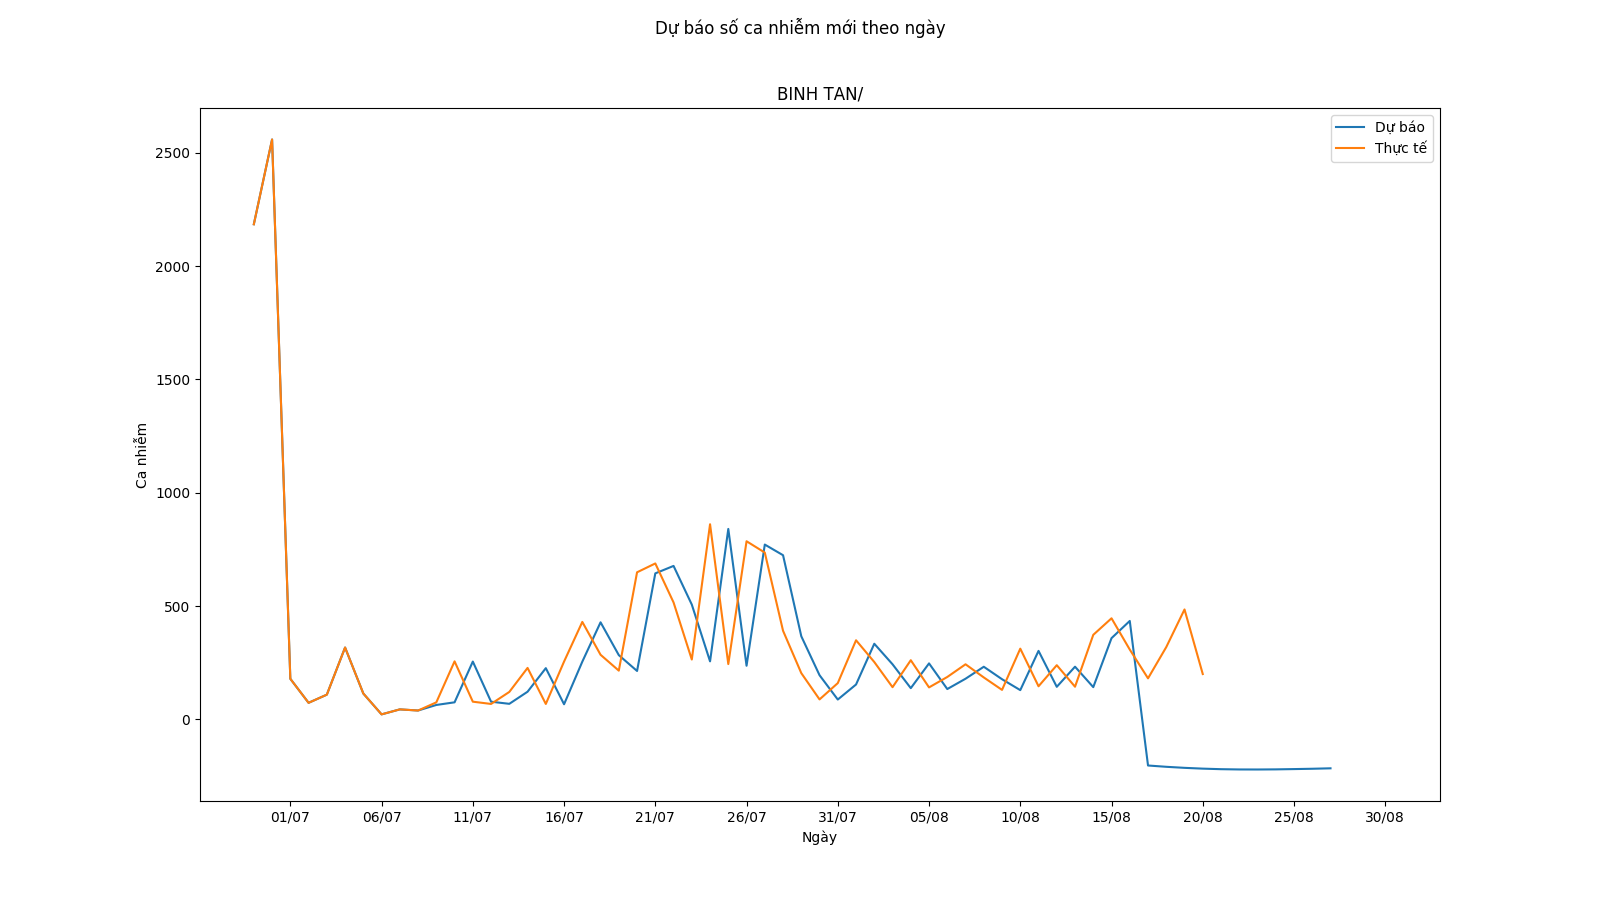 Dự báo số ca nhiễm mới theo ngày
BINH TAN/
Dự báo
Thực tế
2500
2000
1500
1000
500
0
Ca nhiễm
01/07 06/07 11/07 16/07 21/07 26/07 31/07 05/08 10/08 15/08 20/08 25/08 30/08
Ngày